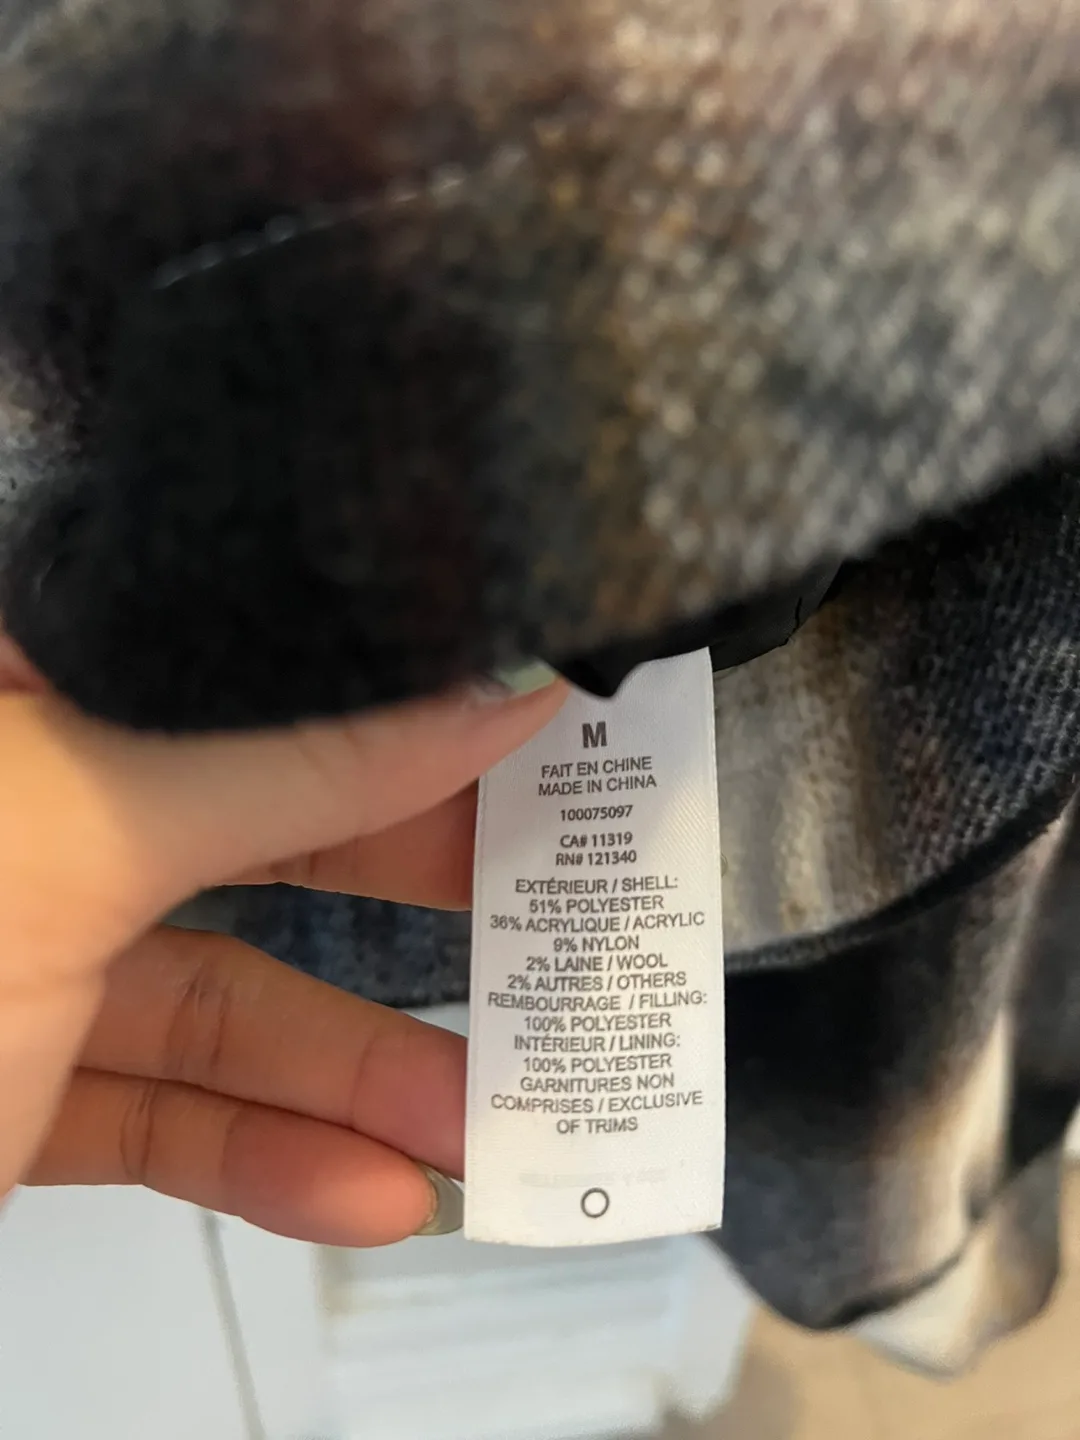 M
FAIT EN CHINE
MADE IN CHINA
100075097
CA# 11319
RN# 121340
EXTÉRIEUR / SHELL:
51% POLYESTER
36% ACRYLIQUE / ACRYLIC
9% NYLON
2% LAINE / WOOL
2% AUTRES / OTHERS
REMBOURRAGE / FILLING:
100% POLYESTER
INTÉRIEUR / LINING:
100% POLYESTER
GARNITURES NON
COMPRISES / EXCLUSIVE
OF TRIMS